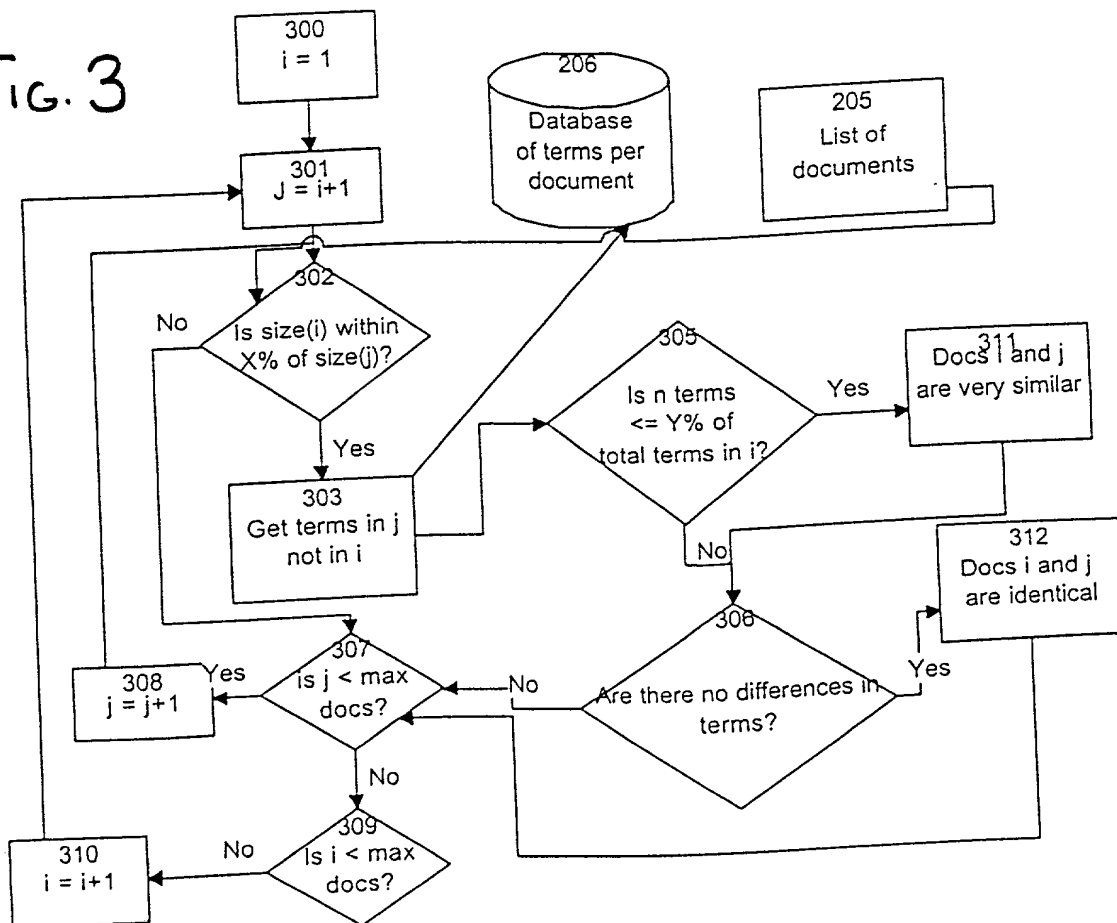 FIG. 3
300
i = 1
301
J = i+1
206
Database
of terms per
document
205
List of
documents
302
Is size(i) within
X% of size(j)?
No
Yes
303
Get terms in j
not in i
305
Is n terms
<= Y% of
total terms in i?
Yes
No
311
Docs i and j
are very similar
306
Are there no differences in
terms?
No
Yes
312
Docs i and j
are identical
307
is j < max
docs?
Yes
No
308
j = j+1
309
Is i < max
docs?
No
310
i = i+1